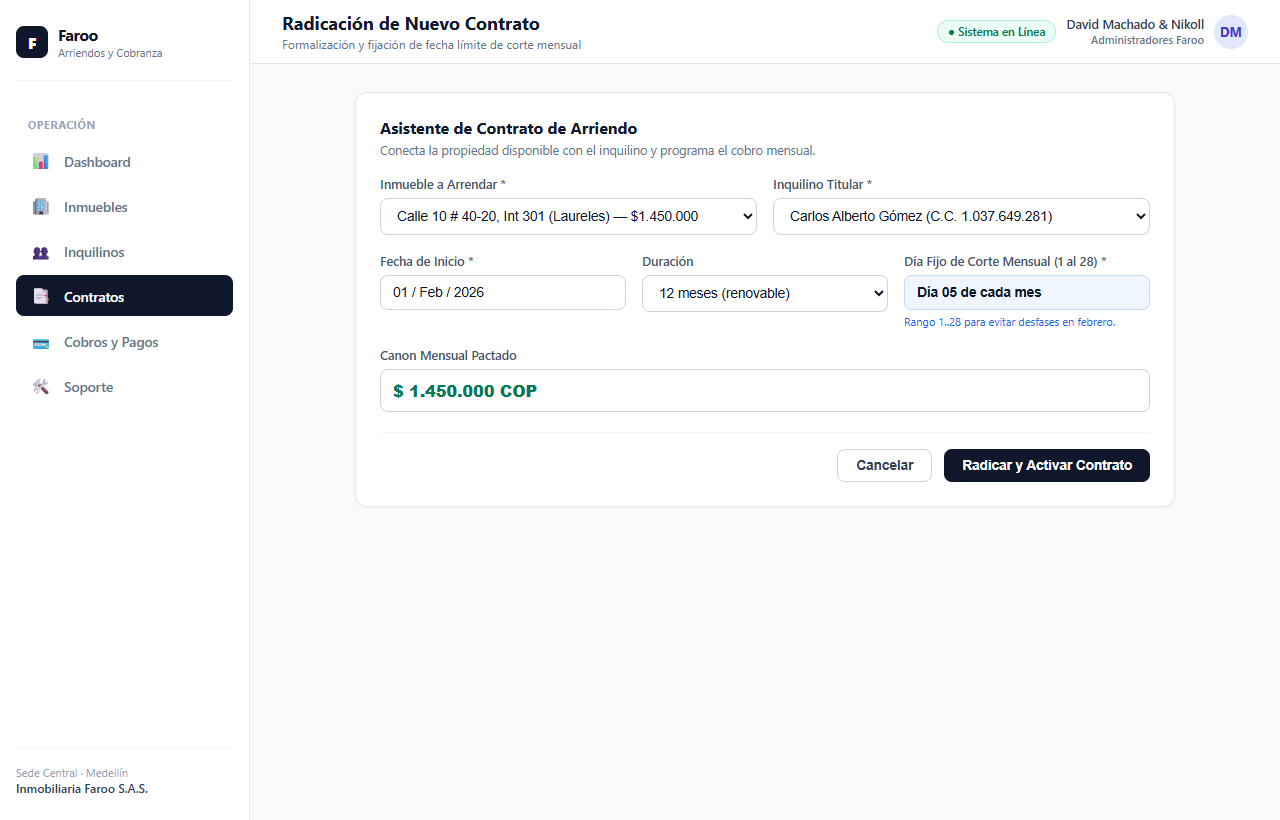 F
Faroo
Arriendos y Cobranza
OPERACIÓN
Dashboard
Inmuebles
Inquilinos
Contratos
Cobros y Pagos
Soporte
Sede Central · Medellín
Inmobiliaria Faroo S.A.S.
Radicación de Nuevo Contrato
Formalización y fijación de fecha límite de corte mensual
● Sistema en Línea
David Machado & Nikoll
Administradores Faroo
DM
Asistente de Contrato de Arriendo
Conecta la propiedad disponible con el inquilino y programa el cobro mensual.
Inmueble a Arrendar *
Calle 10 # 40-20, Int 301 (Laureles) — $1.450.000
Inquilino Titular *
Carlos Alberto Gómez (C.C. 1.037.649.281)
Fecha de Inicio *
01 / Feb / 2026
Duración
12 meses (renovable)
Día Fijo de Corte Mensual (1 al 28) *
Día 05 de cada mes
Rango 1..28 para evitar desfases en febrero.
Canon Mensual Pactado
$ 1.450.000 COP
Cancelar
Radicar y Activar Contrato